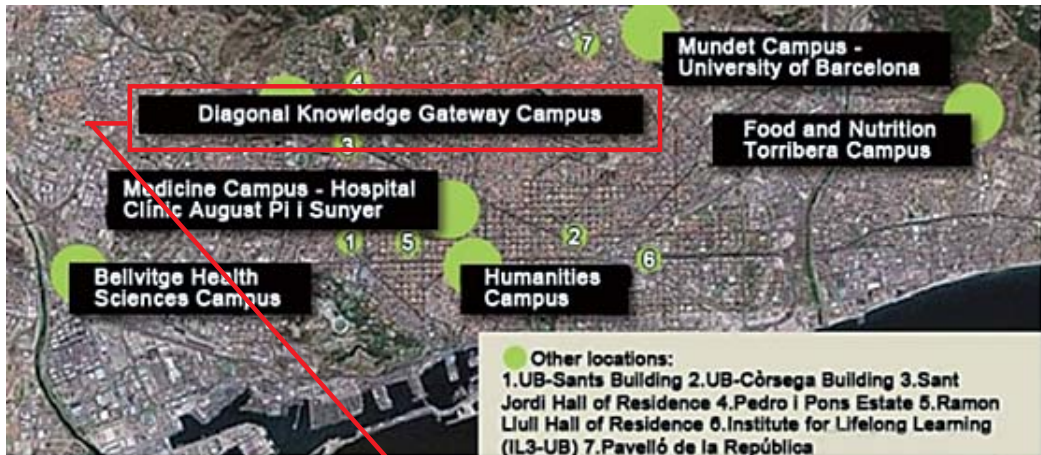 7
Mundet Campus -
University of Barcelona
4
Diagonal Knowledge Gateway Campus
Food and Nutrition
Torribera Campus
3
Medicine Campus - Hospital
Clínic August Pi i Sunyer
1
5
2
6
Bellvitge Health
Sciences Campus
Humanities
Campus
Other locations:
1.UB-Sants Building 2.UB-Còrsega Building 3.Sant
Jordi Hall of Residence 4.Pedro i Pons Estate 5.Ramon
Llull Hall of Residence 6.Institute for Lifelong Learning
(IL3-UB) 7.Pavelló de la República